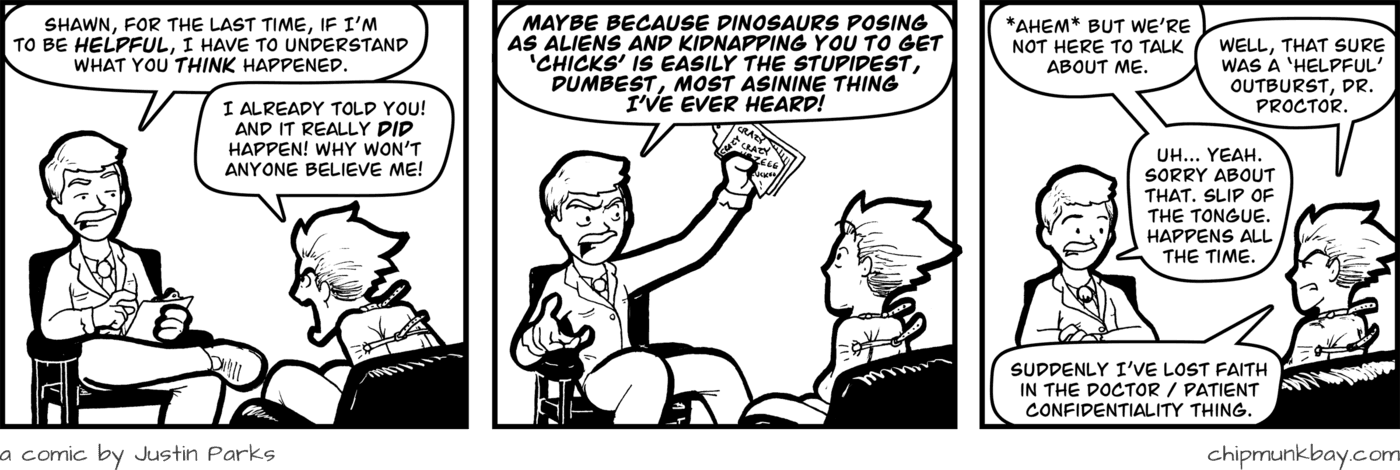 SHAWN, FOR THE LAST TIME, IF I'M
TO BE HELPFUL, I HAVE TO UNDERSTAND
WHAT YOU THINK HAPPENED.
I ALREADY TOLD YOU!
AND IT REALLY DID
HAPPEN! WHY WON'T
ANYONE BELIEVE ME!
MAYBE BECAUSE DINOSAURS POSING
AS ALIENS AND KIDNAPPING YOU TO GET
'CHICKS' IS EASILY THE STUPIDEST,
DUMBEST, MOST ASININE THING
I'VE EVER HEARD!
CRAZY
CRAZY
CRAZY
*AHEM* BUT WE'RE
NOT HERE TO TALK
ABOUT ME.
WELL, THAT SURE
WAS A 'HELPFUL'
OUTBURST, DR.
PROCTOR.
UH... YEAH.
SORRY ABOUT
THAT. SLIP OF
THE TONGUE.
HAPPENS ALL
THE TIME.
SUDDENLY I'VE LOST FAITH
IN THE DOCTOR / PATIENT
CONFIDENTIALITY THING.
a comic by Justin Parks
chipmunkbay.com